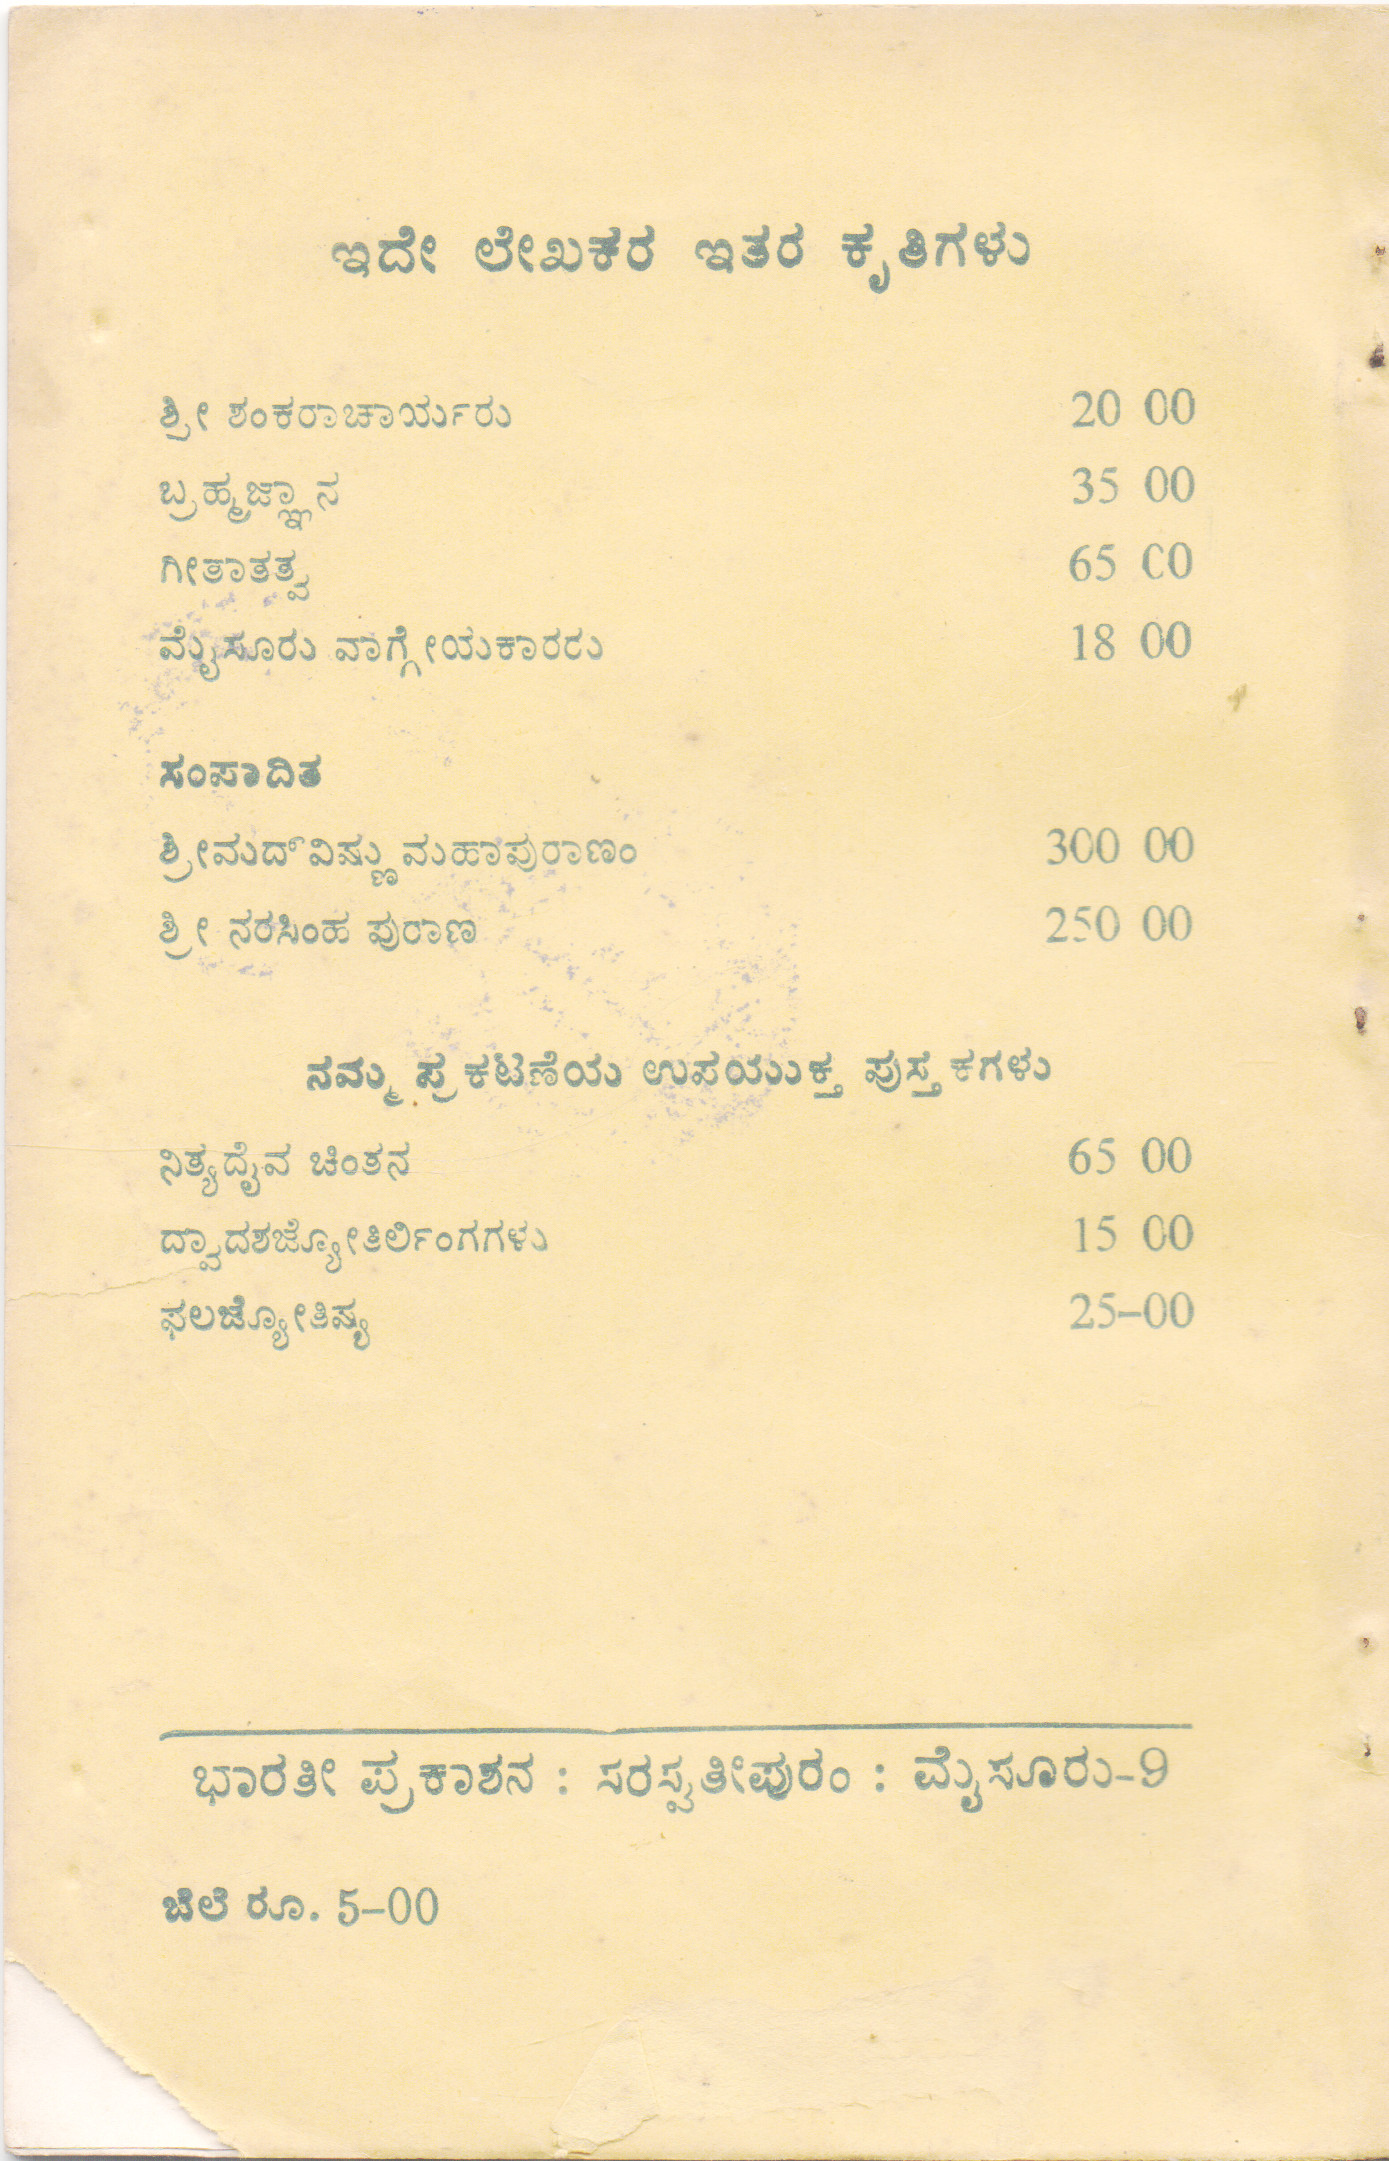 ಇದೇ ಲೇಖಕರ ಇತರ ಕೃತಿಗಳು
ಶ್ರೀ ಶಂಕರಾಚಾರ್ಯರು 20 00
ಬ್ರಹ್ಮಜ್ಞಾನ 35 00
ಗೀತಾತತ್ವ 65 00
ಮೈಸೂರು ವಾಗ್ಗೇಯಕಾರರು 18 00
ಸಂಪಾದಿತ
ಶ್ರೀಮದ್‌ವಿಷ್ಣುಮಹಾಪುರಾಣಂ 300 00
ಶ್ರೀ ನರಸಿಂಹ ಪುರಾಣ 250 00
ನಮ್ಮ ಪ್ರಕಟಣೆಯ ಉಪಯುಕ್ತ ಪುಸ್ತಕಗಳು
ನಿತ್ಯದೈವ ಚಿಂತನ 65 00
ದ್ವಾದಶಜ್ಯೋತಿರ್ಲಿಂಗಗಳು 15 00
ಫಲಜ್ಯೋತಿಷ್ಯ 25–00
ಭಾರತೀ ಪ್ರಕಾಶನ : ಸರಸ್ವತೀಪುರಂ : ಮೈಸೂರು-9
ಬೆಲೆ ರೂ. 5–00